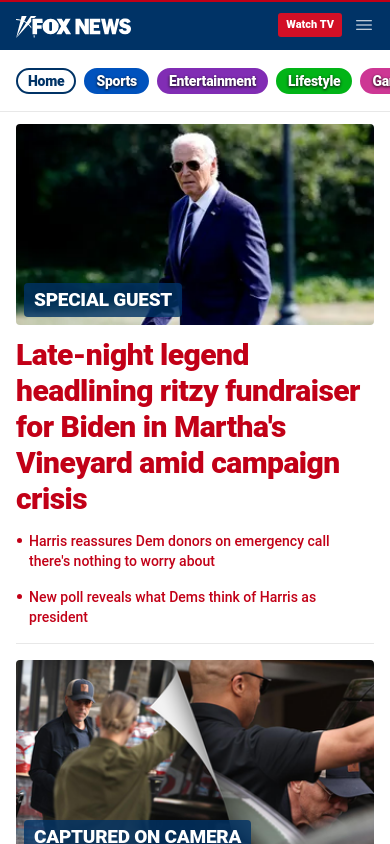 FOX NEWS
Watch TV
Home
Sports
Entertainment
Lifestyle
Ga
SPECIAL GUEST
Late-night legend
headlining ritzy fundraiser
for Biden in Martha's
Vineyard amid campaign
crisis
• Harris reassures Dem donors on emergency call
there's nothing to worry about
• New poll reveals what Dems think of Harris as
president
CAPTURED ON CAMERA